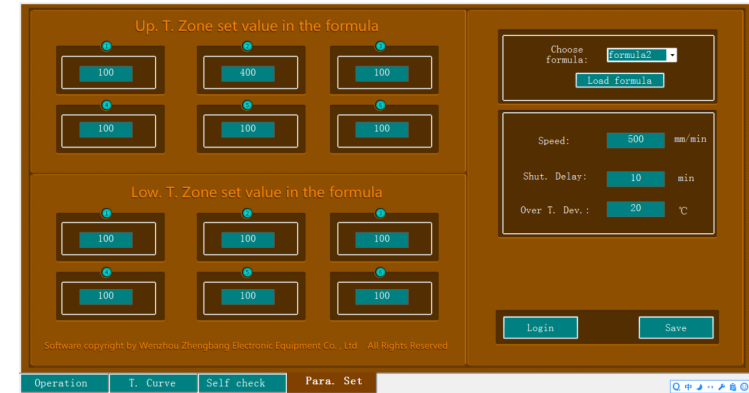 Up. T. Zone set value in the formula
1 2 3
100 400 100
4 5 6
100 100 100
Low. T. Zone set value in the formula
1 2 3
100 100 100
4 5 6
100 100 100
Software copyright by Wenzhou Zhengbang Electronic Equipment Co. , Ltd All Rights Reserved
Choose
formula: formula2
Load formula
Speed: 500 mm/min
Shut. Delay: 10 min
Over T. Dev. : 20 ℃
Login Save
Operation T. Curve Self check Para. Set
中